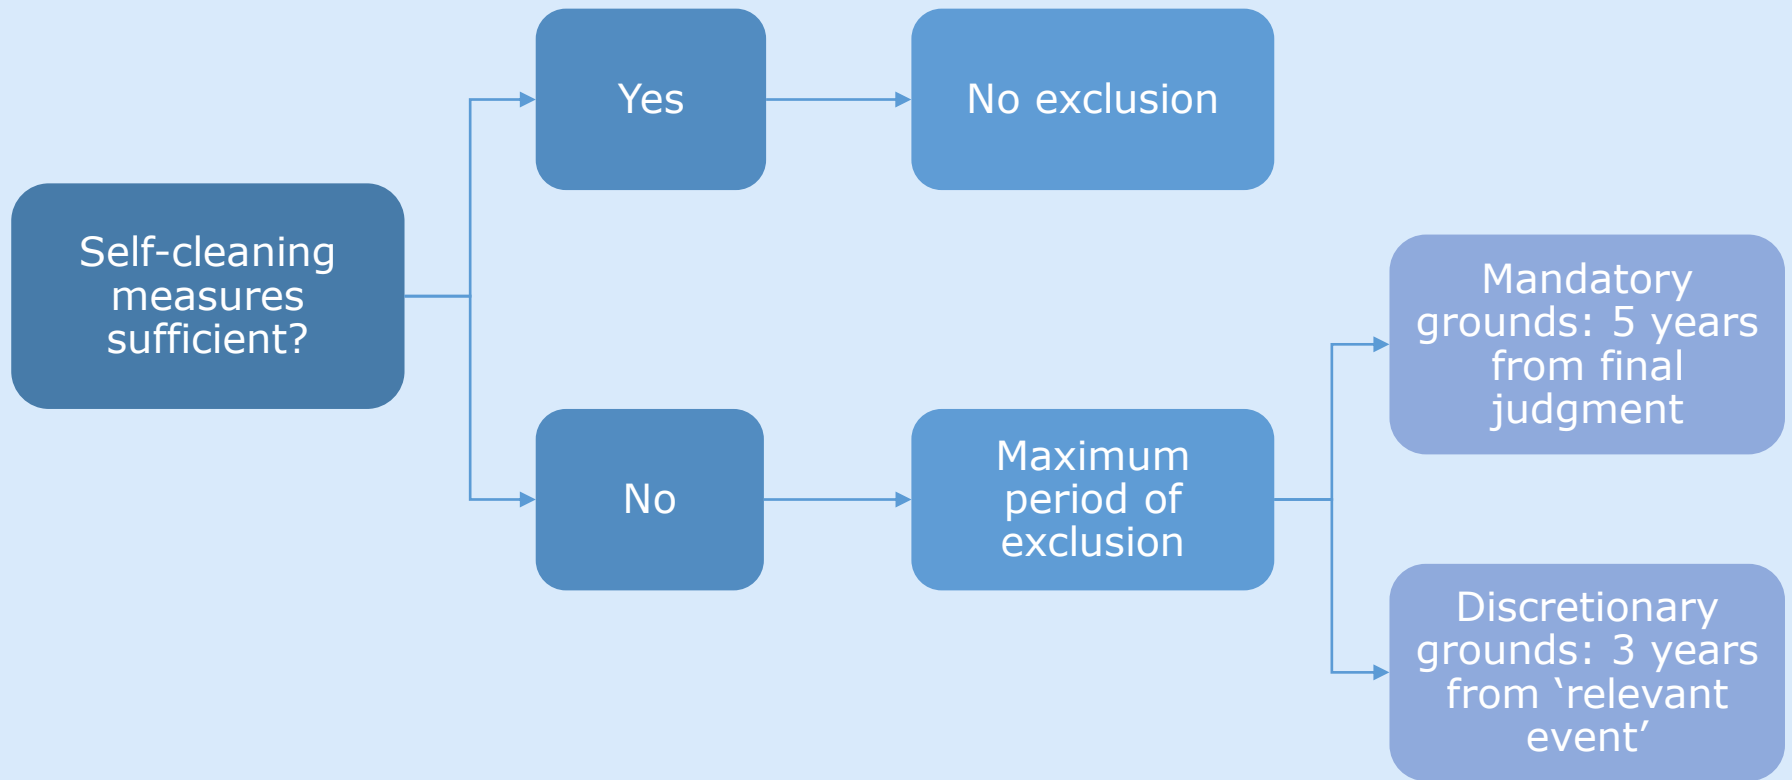 Self-cleaning
measures
sufficient?
Yes
No exclusion
No
Maximum
period of
exclusion
Mandatory
grounds: 5 years
from final
judgment
Discretionary
grounds: 3 years
from ‘relevant
event’